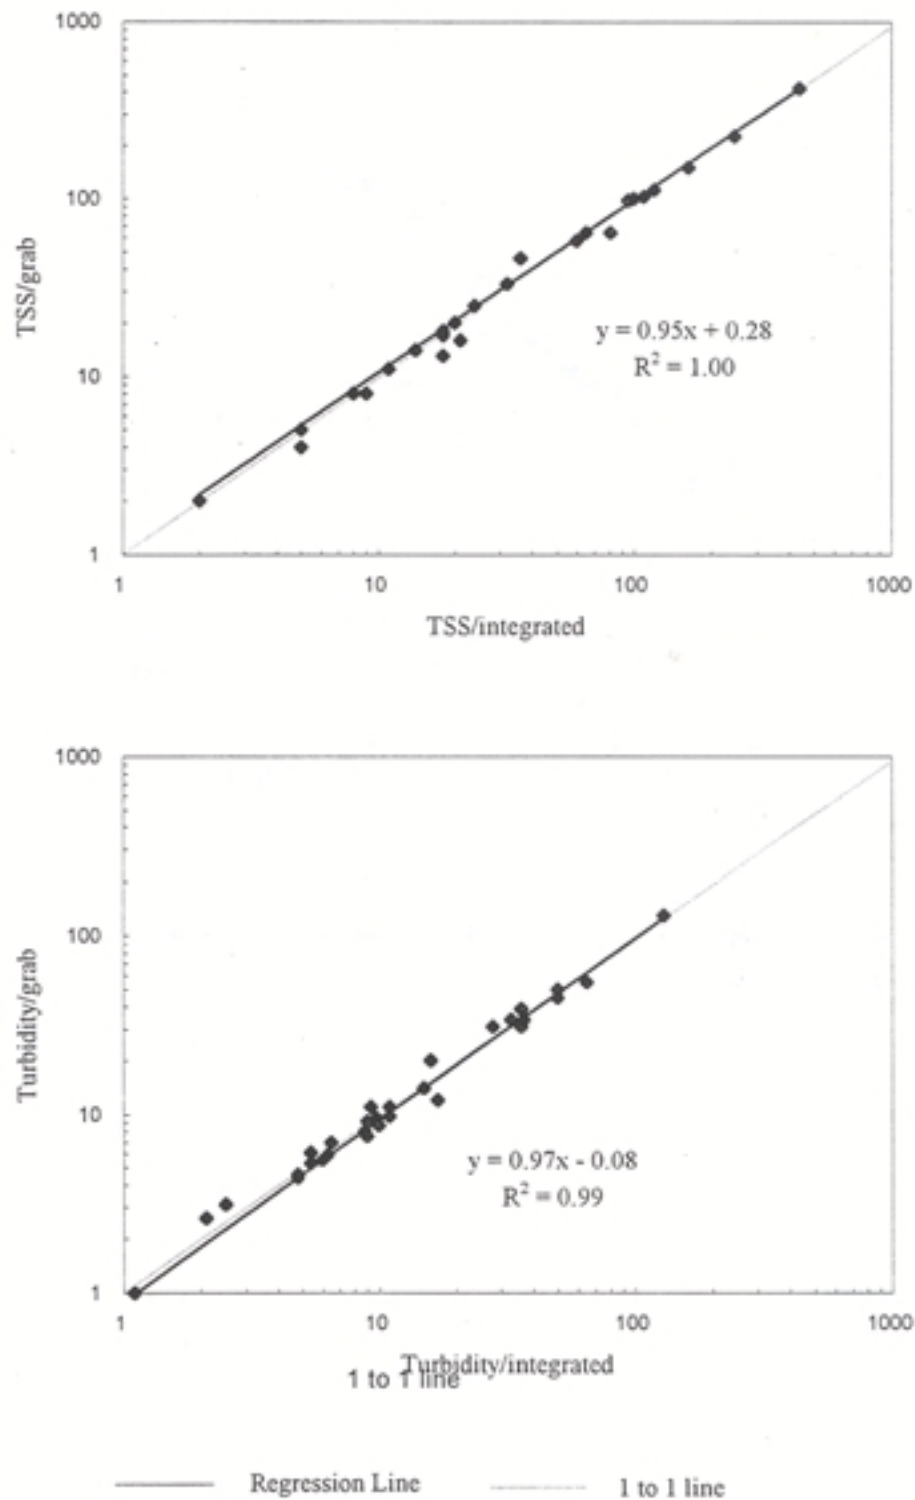 1000
100
10
1
TSS/grab
y = 0.95x + 0.28
R² = 1.00
1 10 100 1000
TSS/integrated
1000
100
10
1
Turbidity/grab
y = 0.97x - 0.08
R² = 0.99
1 10 100 1000
Turbidity/integrated
1 to 1 line
Regression Line 1 to 1 line